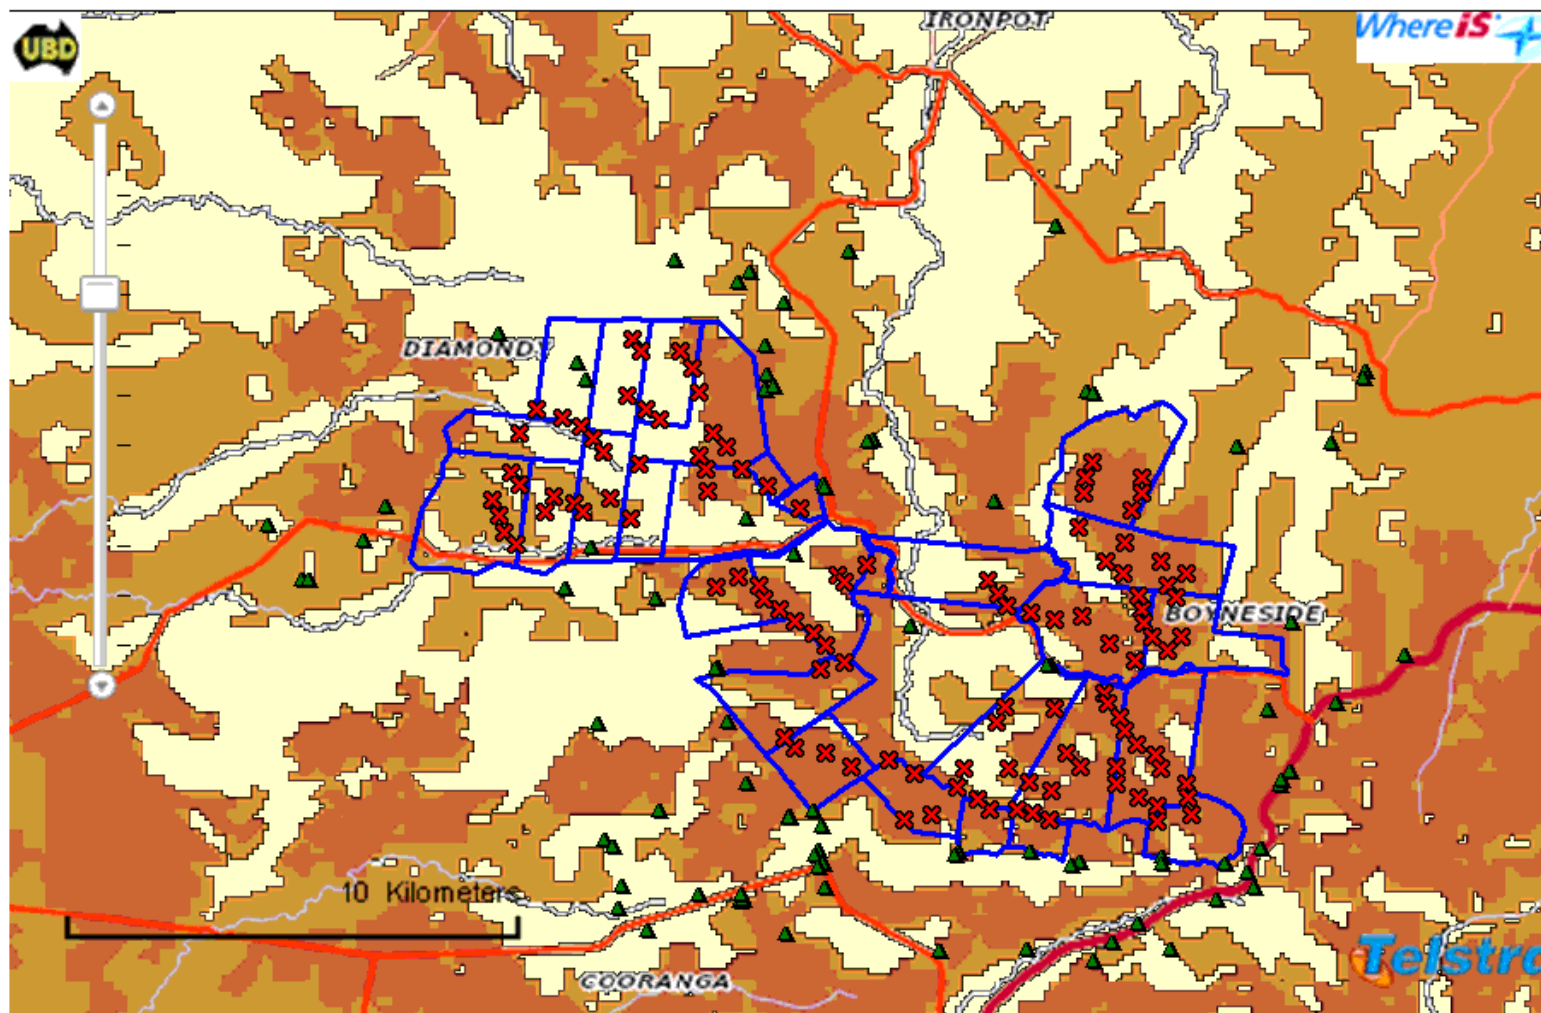 IRONPOT
WhereiS
UBD
DIAMONDY
BOYNESIDE
10 Kilometers
Telstra
COORANGA